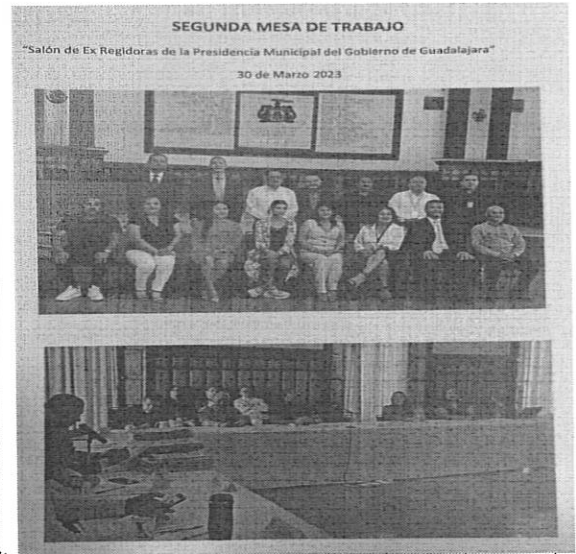 SEGUNDA MESA DE TRABAJO
"Salón de Ex Regidoras de la Presidencia Municipal del Gobierno de Guadalajara"
30 de Marzo 2023